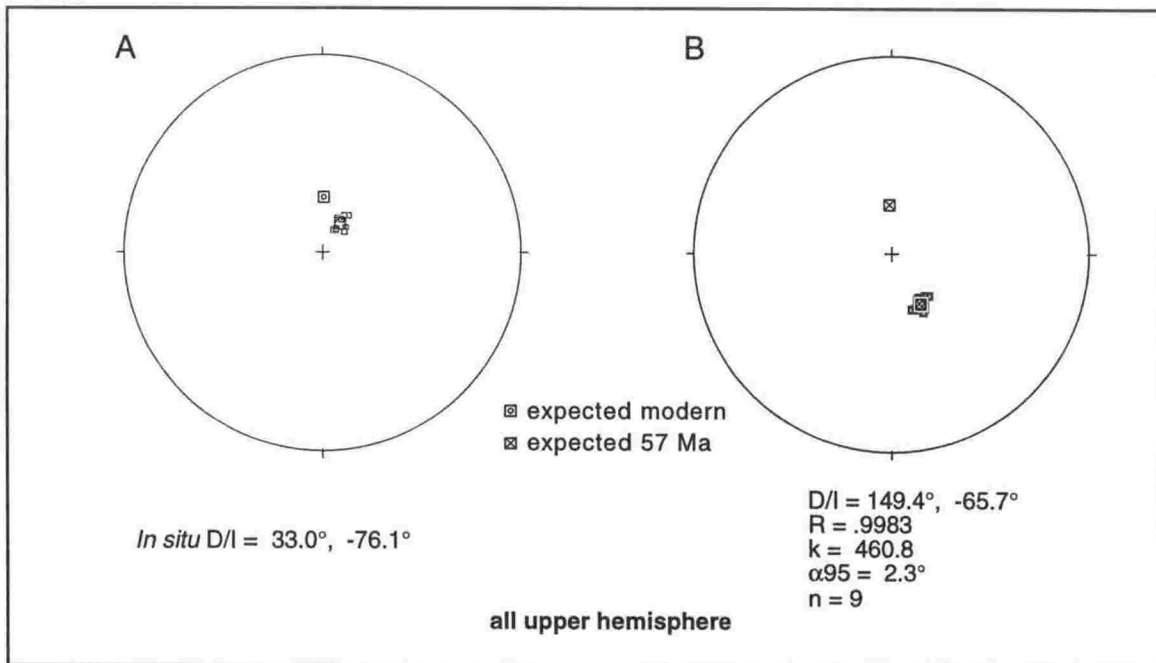 A
B
expected modern
expected 57 Ma
In situ D/I = 33.0°, -76.1°
D/I = 149.4°, -65.7°
R = .9983
k = 460.8
α95 = 2.3°
n = 9
all upper hemisphere